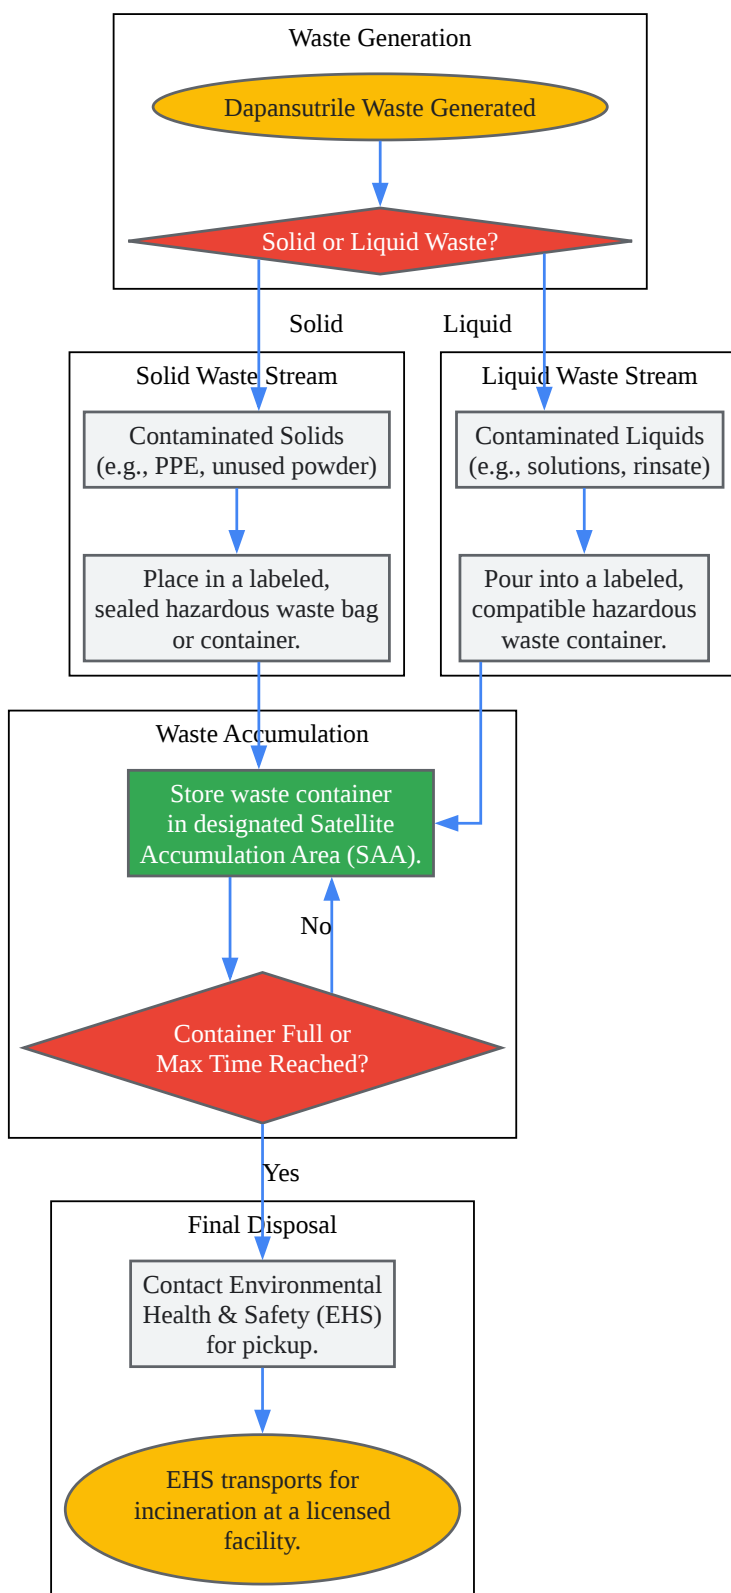 Waste Generation
Dapansutrile Waste Generated
Solid or Liquid Waste?
Solid
Liquid
Solid Waste Stream
Contaminated Solids
(e.g., PPE, unused powder)
Place in a labeled,
sealed hazardous waste bag
or container.
Liquid Waste Stream
Contaminated Liquids
(e.g., solutions, rinsate)
Pour into a labeled,
compatible hazardous
waste container.
Waste Accumulation
Store waste container
in designated Satellite
Accumulation Area (SAA).
No
Container Full or
Max Time Reached?
Yes
Final Disposal
Contact Environmental
Health & Safety (EHS)
for pickup.
EHS transports for
incineration at a licensed
facility.